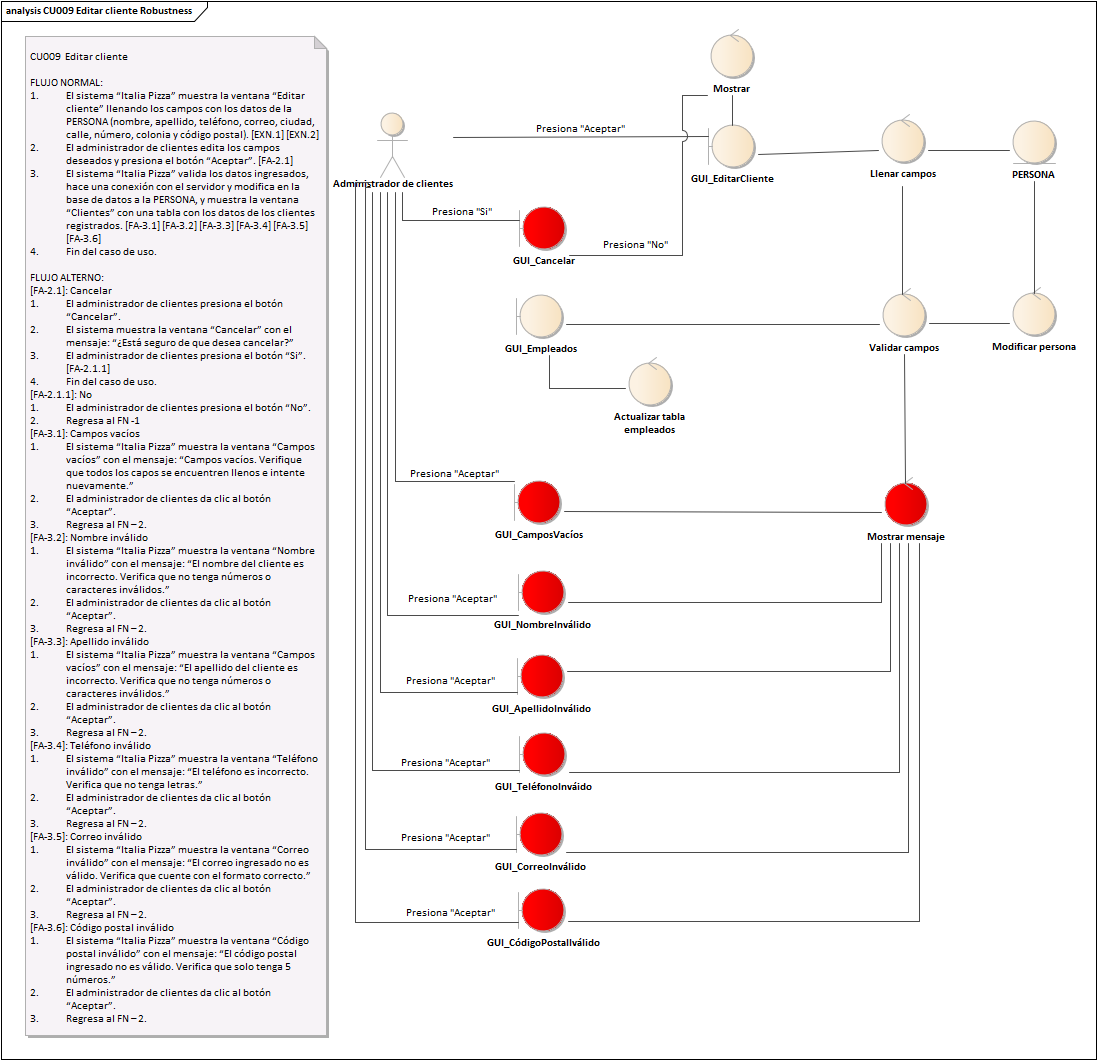 analysis CU009 Editar cliente Robustness
CU009 Editar cliente
FLUJO NORMAL:
1. El sistema “Italia Pizza” muestra la ventana “Editar
cliente” llenando los campos con los datos de la
PERSONA (nombre, apellido, teléfono, correo, ciudad,
calle, número, colonia y código postal). [EXN.1] [EXN.2]
2. El administrador de clientes edita los campos
deseados y presiona el botón “Aceptar”. [FA-2.1]
3. El sistema “Italia Pizza” valida los datos ingresados,
hace una conexión con el servidor y modifica en la
base de datos a la PERSONA, y muestra la ventana
“Clientes” con una tabla con los datos de los clientes
registrados. [FA-3.1] [FA-3.2] [FA-3.3] [FA-3.4] [FA-3.5]
[FA-3.6]
4. Fin del caso de uso.
FLUJO ALTERNO:
[FA-2.1]: Cancelar
1. El administrador de clientes presiona el botón
“Cancelar”.
2. El sistema muestra la ventana “Cancelar” con el
mensaje: “¿Está seguro de que desea cancelar?”
3. El administrador de clientes presiona el botón “Si”.
[FA-2.1.1]
4. Fin del caso de uso.
[FA-2.1.1]: No
1. El administrador de clientes presiona el botón “No”.
2. Regresa al FN -1
[FA-3.1]: Campos vacíos
1. El sistema “Italia Pizza” muestra la ventana “Campos
vacíos” con el mensaje: “Campos vacíos. Verifique
que todos los capos se encuentren llenos e intente
nuevamente.”
2. El administrador de clientes da clic al botón
“Aceptar”.
3. Regresa al FN – 2.
[FA-3.2]: Nombre inválido
1. El sistema “Italia Pizza” muestra la ventana “Nombre
inválido” con el mensaje: “El nombre del cliente es
incorrecto. Verifica que no tenga números o
caracteres inválidos.”
2. El administrador de clientes da clic al botón
“Aceptar”.
3. Regresa al FN – 2.
[FA-3.3]: Apellido inválido
1. El sistema “Italia Pizza” muestra la ventana “Campos
vacíos” con el mensaje: “El apellido del cliente es
incorrecto. Verifica que no tenga números o
caracteres inválidos.”
2. El administrador de clientes da clic al botón
“Aceptar”.
3. Regresa al FN – 2.
[FA-3.4]: Teléfono inválido
1. El sistema “Italia Pizza” muestra la ventana “Teléfono
inválido” con el mensaje: “El teléfono es incorrecto.
Verifica que no tenga letras.”
2. El administrador de clientes da clic al botón
“Aceptar”.
3. Regresa al FN – 2.
[FA-3.5]: Correo inválido
1. El sistema “Italia Pizza” muestra la ventana “Correo
inválido” con el mensaje: “El correo ingresado no es
válido. Verifica que cuente con el formato correcto.”
2. El administrador de clientes da clic al botón
“Aceptar”.
3. Regresa al FN – 2.
[FA-3.6]: Código postal inválido
1. El sistema “Italia Pizza” muestra la ventana “Código
postal inválido” con el mensaje: “El código postal
ingresado no es válido. Verifica que solo tenga 5
números.”
2. El administrador de clientes da clic al botón
“Aceptar”.
3. Regresa al FN – 2.
Mostrar
Presiona "Aceptar"
GUI_EditarCliente
Llenar campos
PERSONA
Administrador de clientes
Presiona "Si"
GUI_Cancelar
Presiona "No"
GUI_Empleados
Validar campos
Modificar persona
Actualizar tabla
empleados
Presiona "Aceptar"
GUI_CamposVacíos
Mostrar mensaje
Presiona "Aceptar"
GUI_NombreInválido
Presiona "Aceptar"
GUI_ApellidoInválido
Presiona "Aceptar"
GUI_TeléfonoInváido
Presiona "Aceptar"
GUI_CorreoInválido
Presiona "Aceptar"
GUI_CódigoPostalIválido